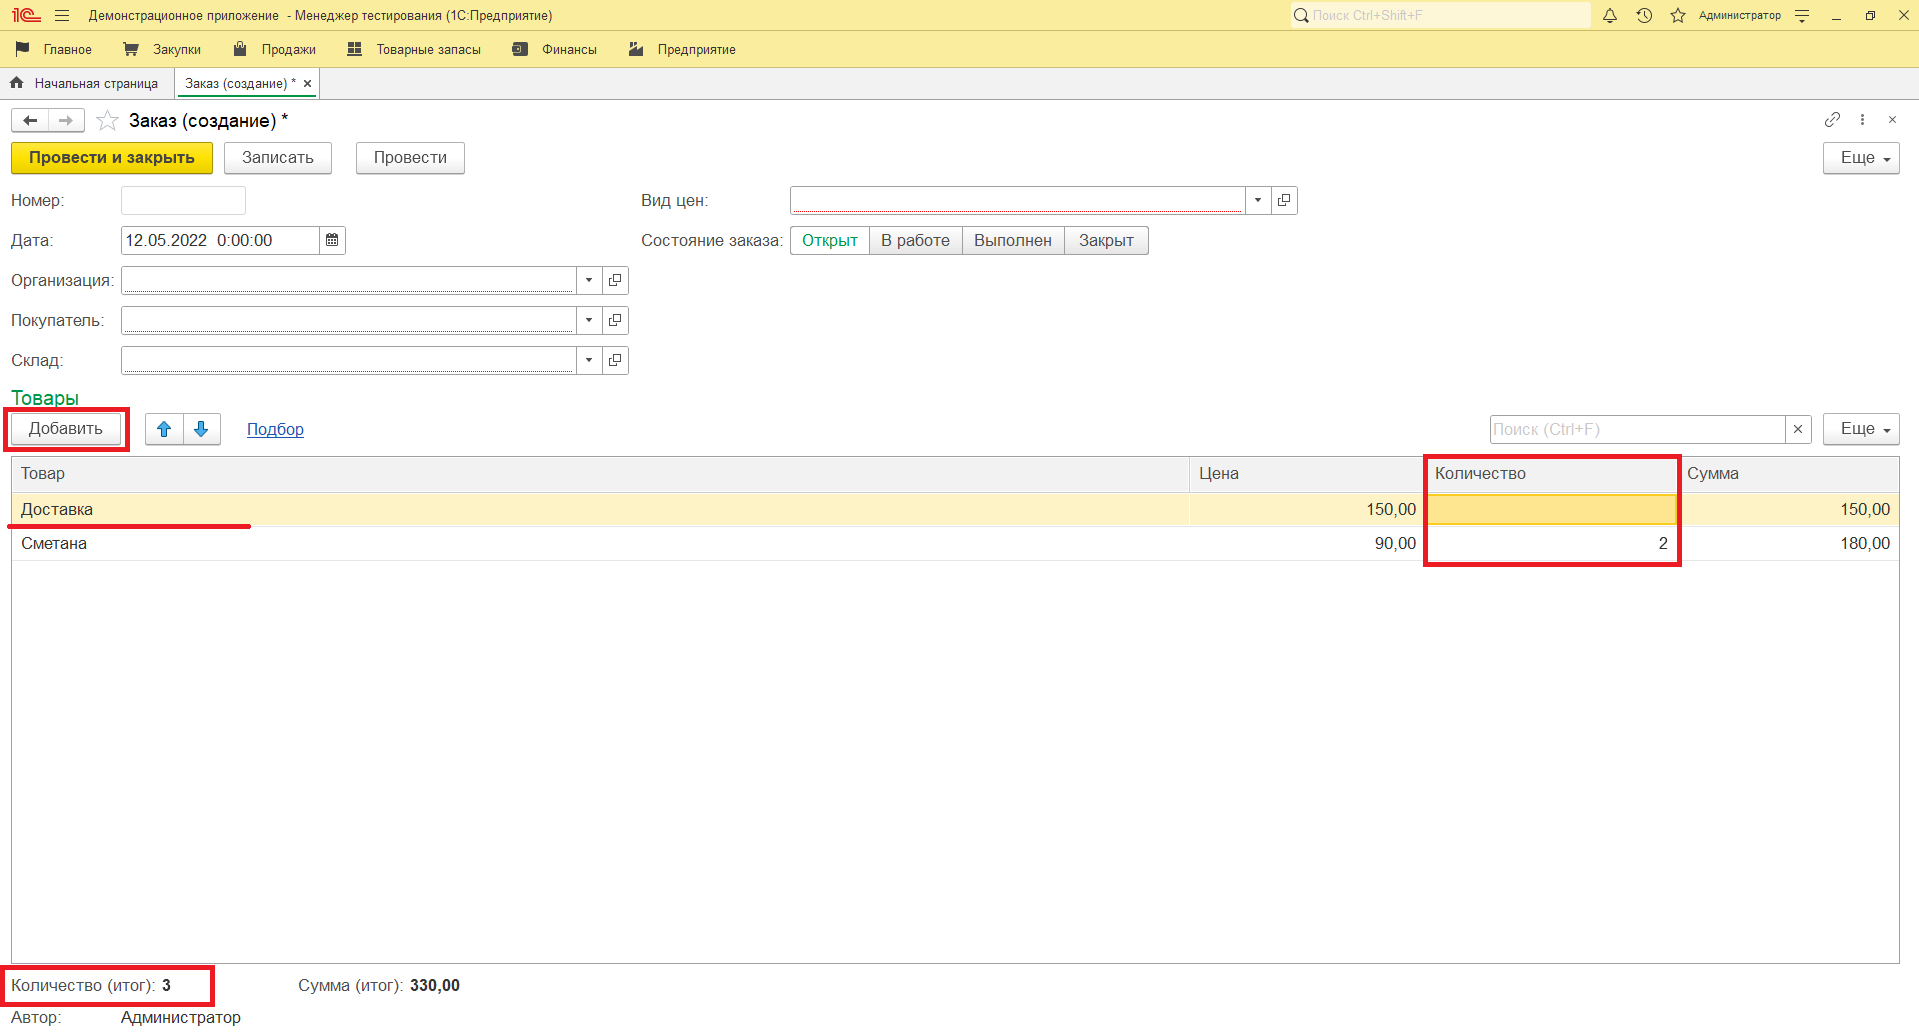 1С Демонстрационное приложение - Менеджер тестирования (1С:Предприятие) Поиск Ctrl+Shift+F Администратор
Главное Закупки Продажи Товарные запасы Финансы Предприятие
Начальная страница Заказ (создание) * ×
Заказ (создание) *
Провести и закрыть Записать Провести Еще
Номер: Вид цен:
Дата: 12.05.2022 0:00:00 Состояние заказа: Открыт В работе Выполнен Закрыт
Организация:
Покупатель:
Склад:
Товары
Добавить Подбор Поиск (Ctrl+F) × Еще
Товар Цена Количество Сумма
Доставка 150,00 150,00
Сметана 90,00 2 180,00
Количество (итог): 3 Сумма (итог): 330,00
Автор: Администратор